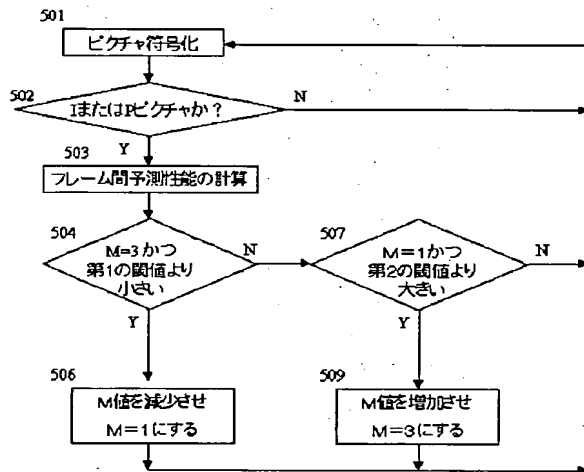 501
ピクチャ符号化
502
IまたはPピクチャか?
N
Y
503
フレーム間予測性能の計算
504
M=3かつ
第1の閾値より
小さい
N
507
M=1かつ
第2の閾値より
大きい
N
Y
Y
506
M値を減少させ
M=1にする
509
M値を増加させ
M=3にする